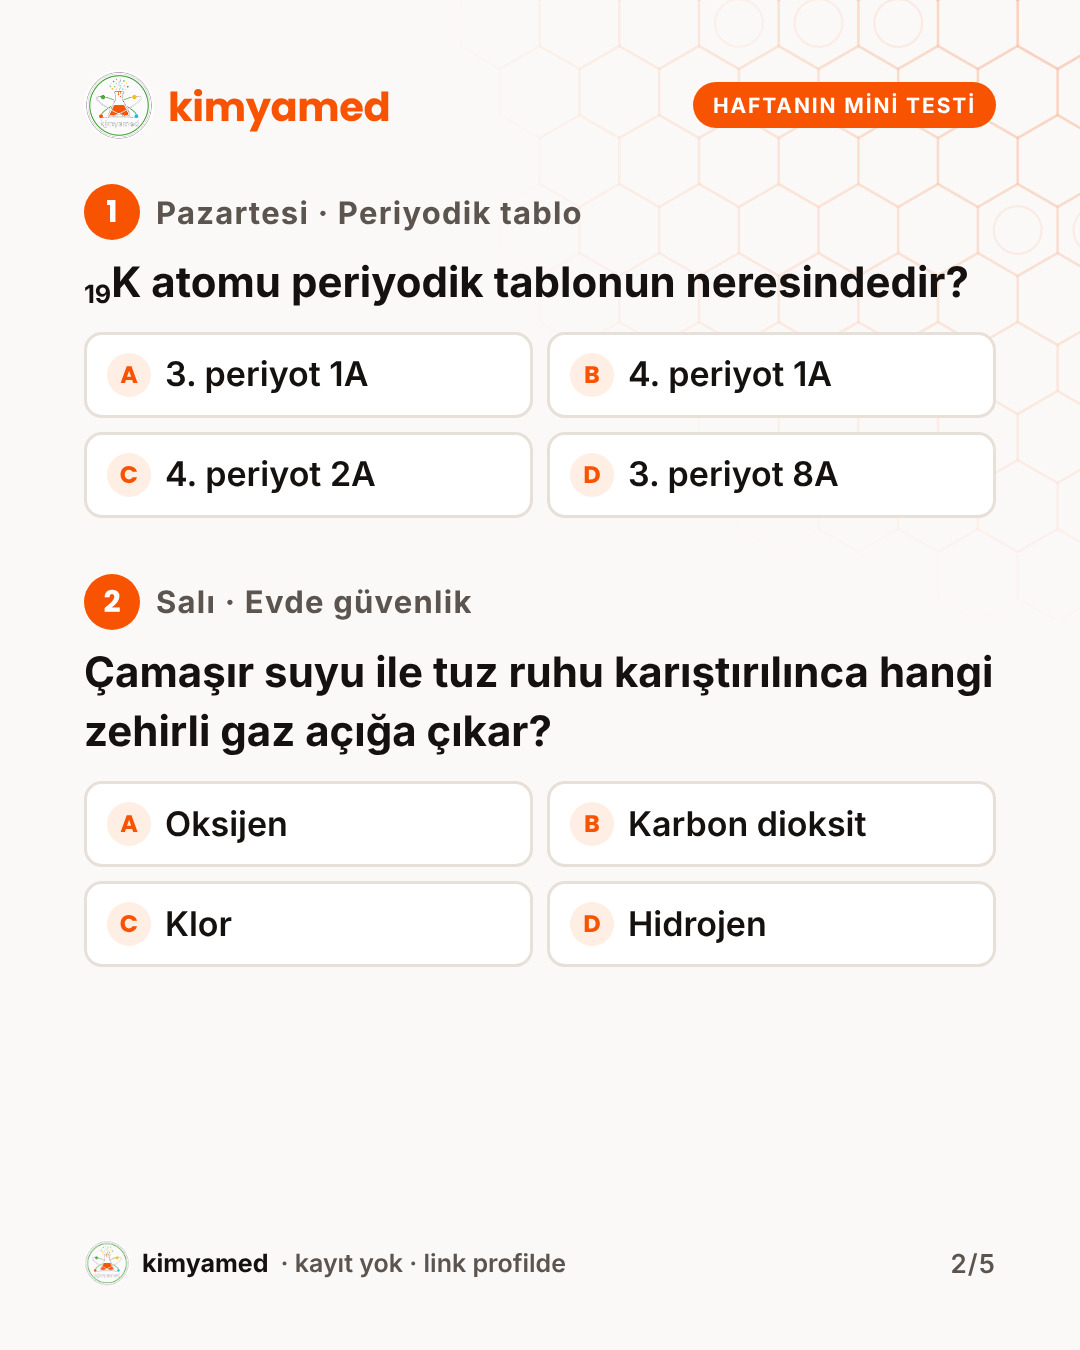 kimyamed
HAFTANIN MİNİ TESTİ
1 Pazartesi · Periyodik tablo
₁₉K atomu periyodik tablonun neresindedir?
A 3. periyot 1A
B 4. periyot 1A
C 4. periyot 2A
D 3. periyot 8A
2 Salı · Evde güvenlik
Çamaşır suyu ile tuz ruhu karıştırılınca hangi
zehirli gaz açığa çıkar?
A Oksijen
B Karbon dioksit
C Klor
D Hidrojen
kimyamed · kayıt yok · link profilde
2/5